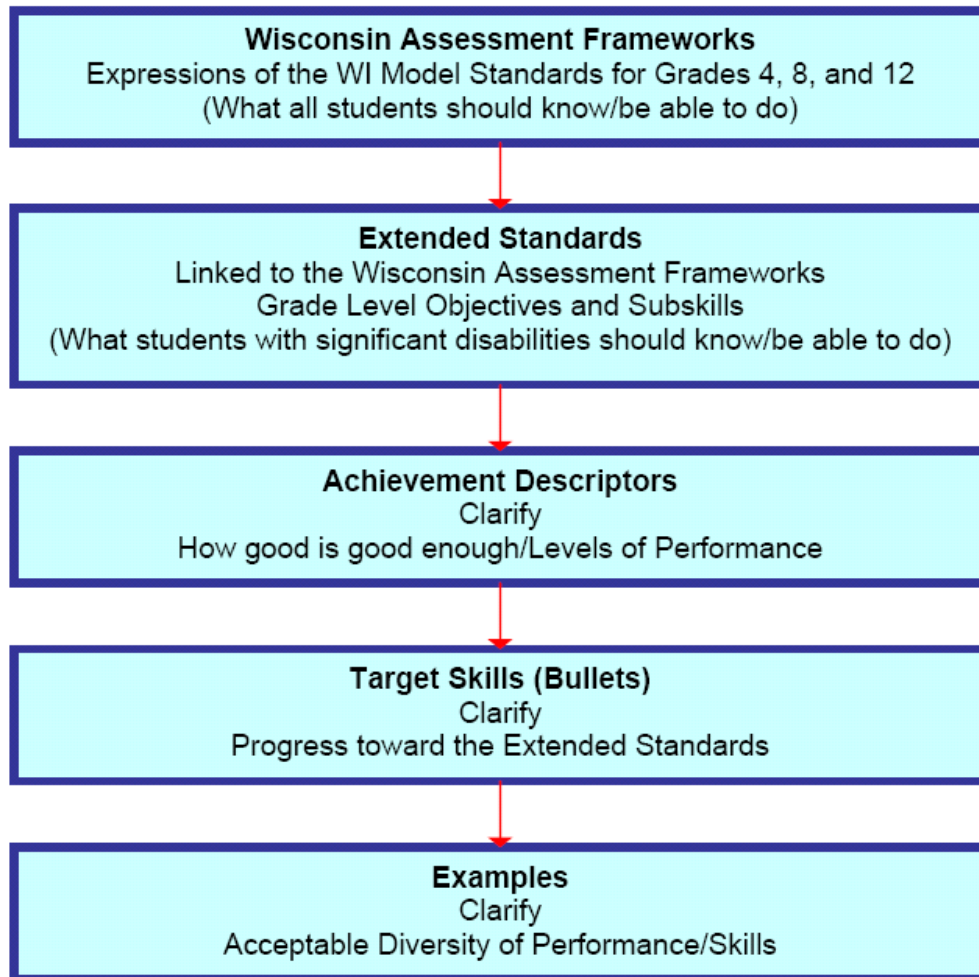 Wisconsin Assessment Frameworks
Expressions of the WI Model Standards for Grades 4, 8, and 12
(What all students should know/be able to do)
Extended Standards
Linked to the Wisconsin Assessment Frameworks
Grade Level Objectives and Subskills
(What students with significant disabilities should know/be able to do)
Achievement Descriptors
Clarify
How good is good enough/Levels of Performance
Target Skills (Bullets)
Clarify
Progress toward the Extended Standards
Examples
Clarify
Acceptable Diversity of Performance/Skills